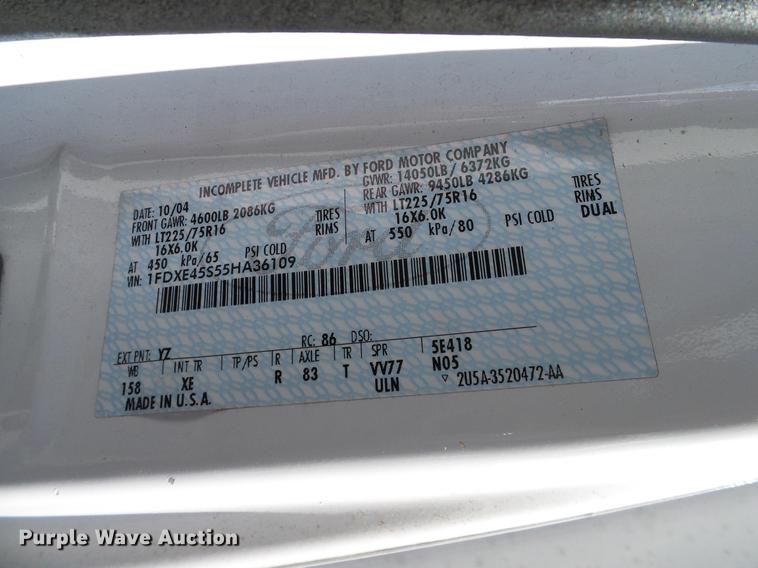 INCOMPLETE VEHICLE MFD. BY FORD MOTOR COMPANY
DATE: 10/04 GVWR: 14050LB/ 6372KG
FRONT GAWR: 4600LB 2086KG REAR GAWR: 9450LB 4286KG
WITH LT225/75R16 TIRES WITH LT225/75R16 TIRES
16X6.0K RIMS 16X6.0K RIMS
AT 450 kPa/65 PSI COLD AT 550 kPa/80 PSI COLD DUAL
VIN: 1FDXE45S55HA36109
Ford
EXT PNT: YZ RC: 86 DSO:
WB INT TR TP/PS R AXLE TR SPR 5E418
158 XE R 83 T VV77 N05
ULN
MADE IN U.S.A. ▽ 2U5A-3520472-AA
Purple Wave Auction